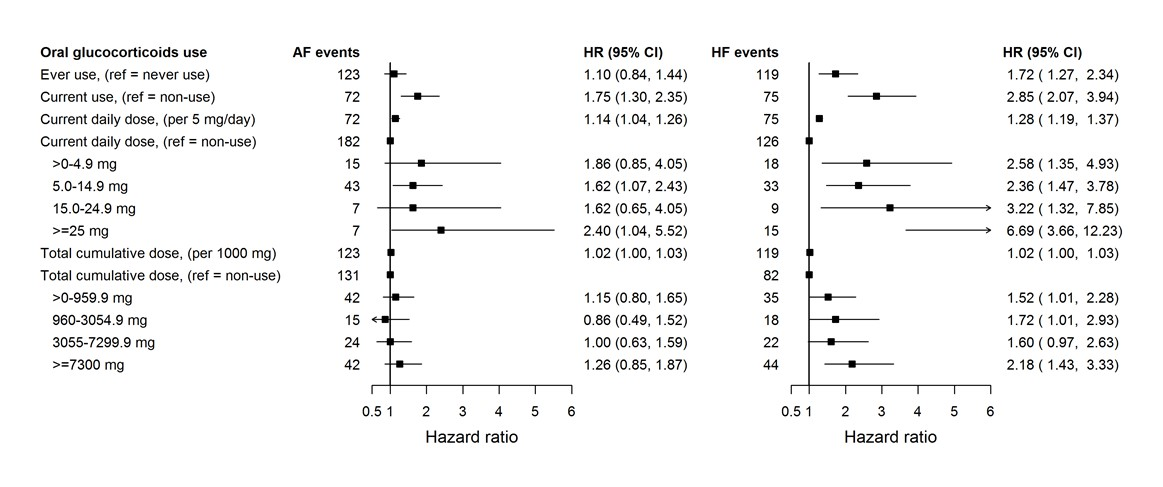 Oral glucocorticoids use AF events HR (95% CI) HF events HR (95% CI)
Ever use, (ref = never use) 123 1.10 (0.84, 1.44) 119 1.72 ( 1.27, 2.34)
Current use, (ref = non-use) 72 1.75 (1.30, 2.35) 75 2.85 ( 2.07, 3.94)
Current daily dose, (per 5 mg/day) 72 1.14 (1.04, 1.26) 75 1.28 ( 1.19, 1.37)
Current daily dose, (ref = non-use) 182 126
>0-4.9 mg 15 1.86 (0.85, 4.05) 18 2.58 ( 1.35, 4.93)
5.0-14.9 mg 43 1.62 (1.07, 2.43) 33 2.36 ( 1.47, 3.78)
15.0-24.9 mg 7 1.62 (0.65, 4.05) 9 3.22 ( 1.32, 7.85)
>=25 mg 7 2.40 (1.04, 5.52) 15 6.69 ( 3.66, 12.23)
Total cumulative dose, (per 1000 mg) 123 1.02 (1.00, 1.03) 119 1.02 ( 1.00, 1.03)
Total cumulative dose, (ref = non-use) 131 82
>0-959.9 mg 42 1.15 (0.80, 1.65) 35 1.52 ( 1.01, 2.28)
960-3054.9 mg 15 0.86 (0.49, 1.52) 18 1.72 ( 1.01, 2.93)
3055-7299.9 mg 24 1.00 (0.63, 1.59) 22 1.60 ( 0.97, 2.63)
>=7300 mg 42 1.26 (0.85, 1.87) 44 2.18 ( 1.43, 3.33)
0.5 1 2 3 4 5 6 0.5 1 2 3 4 5 6
Hazard ratio Hazard ratio